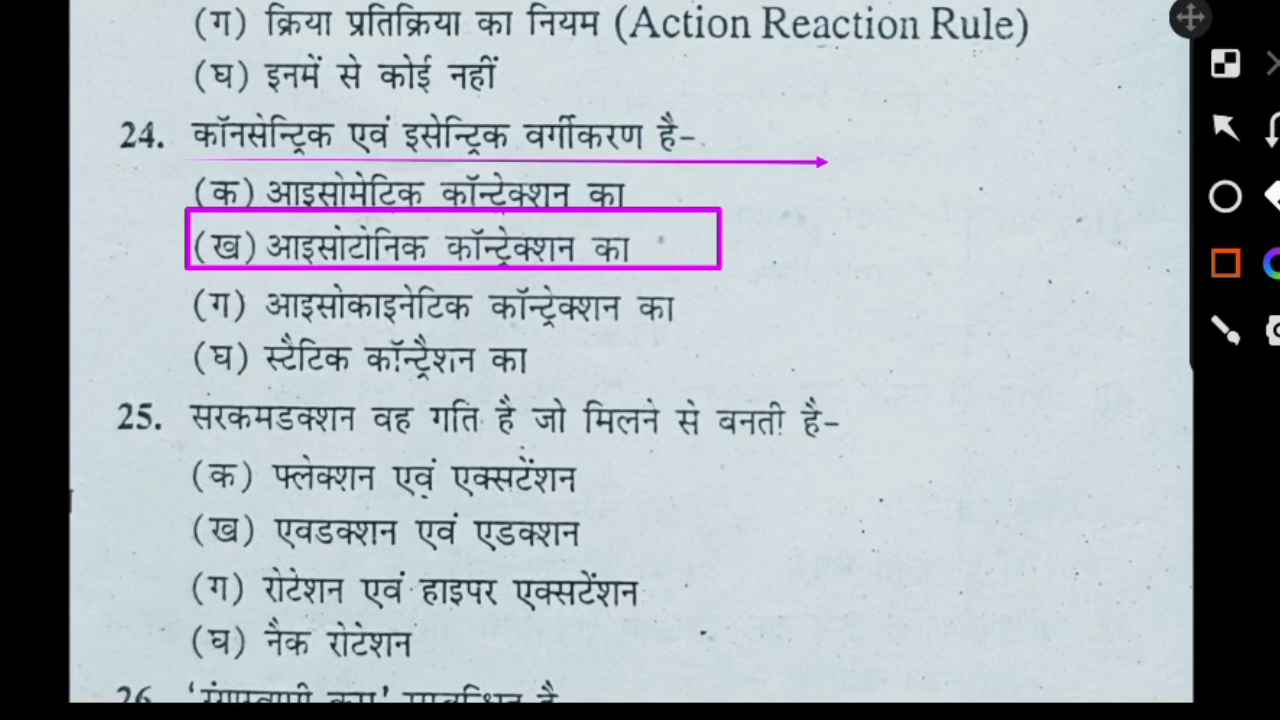 (ग) क्रिया प्रतिक्रिया का नियम (Action Reaction Rule)
(घ) इनमें से कोई नहीं
24. कॉनसेन्ट्रिक एवं इसेन्ट्रिक वर्गीकरण है-
(क) आइसोमेटिक कॉन्टेक्शन का
(ख) आइसोटोनिक कॉन्ट्रेक्शन का
(ग) आइसोकाइनेटिक कॉन्ट्रेक्शन का
(घ) स्टैटिक कॉन्ट्रैशन का
25. सरकमडक्शन वह गति है जो मिलने से बनती है-
(क) फ्लेक्शन एवं एक्सटेंशन
(ख) एवडक्शन एवं एडक्शन
(ग) रोटेशन एवं हाइपर एक्सटेंशन
(घ) नैक रोटेशन
26.